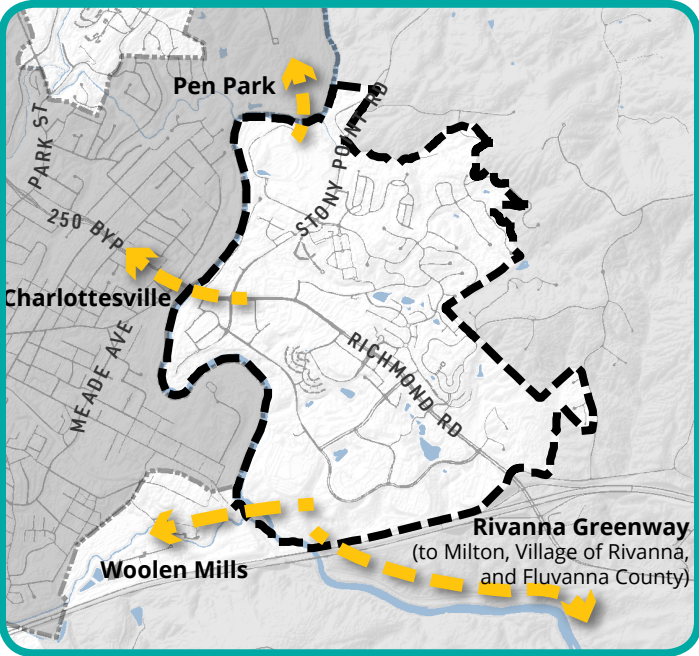 Pen Park
PARK ST
STONY POINT RD
250 BYP
Charlottesville
MEADE AVE
RICHMOND RD
Rivanna Greenway
(to Milton, Village of Rivanna,
and Fluvanna County)
Woolen Mills